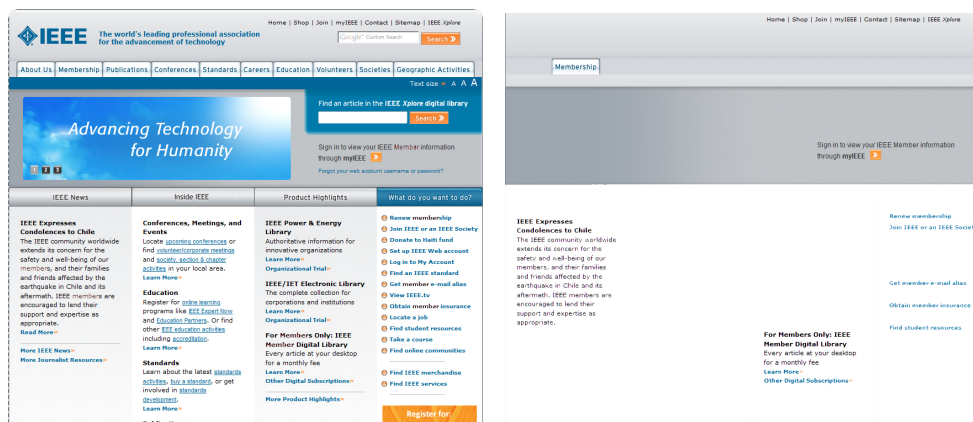 Home | Shop | Join | myIEEE | Contact | Sitemap | IEEE Xplore
IEEE
The world's leading professional association
for the advancement of technology
Google™ Custom Search
Search »
About Us Membership Publications Conferences Standards Careers Education Volunteers Societies Geographic Activities
Text size » A A A
Advancing Technology
for Humanity
1 2 3
Find an article in the IEEE Xplore digital library
Search »
Sign in to view your IEEE Member information
through myIEEE »
Forgot your web account username or password?
IEEE News
Inside IEEE
Product Highlights
What do you want to do?
IEEE Expresses
Condolences to Chile
The IEEE community worldwide
extends its concern for the
safety and well-being of our
members, and their families
and friends affected by the
earthquake in Chile and its
aftermath. IEEE members are
encouraged to lend their
support and expertise as
appropriate.
Read More»
More IEEE News»
More Journalist Resources»
Conferences, Meetings, and
Events
Locate upcoming conferences or
find volunteer/corporate meetings
and society, section & chapter
activities in your local area.
Learn More»
Education
Register for online learning
programs like IEEE Expert Now
and Education Partners. Or find
other IEEE education activities
including accreditation.
Learn More»
Standards
Learn about the latest standards
activities, buy a standard, or get
involved in standards
development.
Learn More»
IEEE Power & Energy
Library
Authoritative information for
innovative organizations
Learn More»
Organizational Trial»
IEEE/IET Electronic Library
The complete collection for
corporations and institutions
Learn More»
Organizational Trial»
For Members Only: IEEE
Member Digital Library
Every article at your desktop
for a monthly fee
Learn More»
Other Digital Subscriptions»
More Product Highlights»
Renew membership
Join IEEE or an IEEE Society
Donate to Haiti fund
Set up IEEE Web account
Log in to My Account
Find an IEEE standard
Get member e-mail alias
View IEEE.tv
Obtain member insurance
Locate a job
Find student resources
Take a course
Find online communities
Find IEEE merchandise
Find IEEE services
Register for:
Home | Shop | Join | myIEEE | Contact | Sitemap | IEEE Xplore
Membership
Sign in to view your IEEE Member information
through myIEEE »
IEEE Expresses
Condolences to Chile
The IEEE community worldwide
extends its concern for the
safety and well-being of our
members, and their families
and friends affected by the
earthquake in Chile and its
aftermath. IEEE members are
encouraged to lend their
support and expertise as
appropriate.
For Members Only: IEEE
Member Digital Library
Every article at your desktop
for a monthly fee
Learn More»
Other Digital Subscriptions»
Renew membership
Join IEEE or an IEEE Societ
Get member e-mail alias
Obtain member insurance
Find student resources